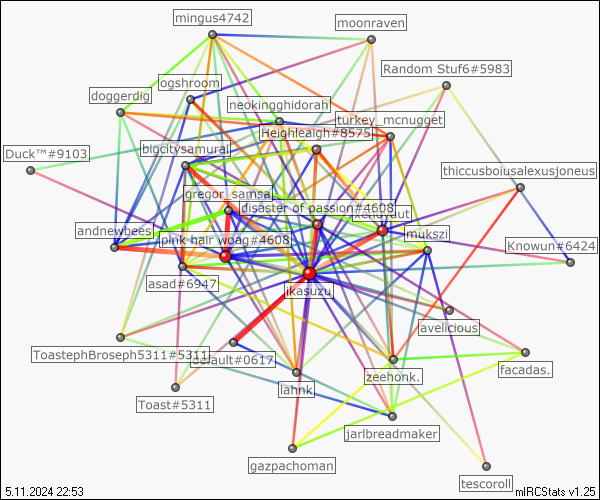 mingus4742
moonraven
Random Stuf6#5983
ogshroom
doggerdig
neokingghidorah
turkey_mcnugget
Heighleaigh#8575
Duck™#9103
bigcitysamurai
thiccusboiusalexusjoneus
gregor_samsa
disaster of passion#4608
andnewbees
pink hair woag#4608
mukszi
Knowun#6424
asad#6947
ikasuzu
avelicious
ToastephBroseph5311#5311
default#0617
zeehonk.
facadas.
Toast#5311
lahnk
jarlbreadmaker
gazpachoman
tescoroll
5.11.2024 22:53
mIRCStats v1.25